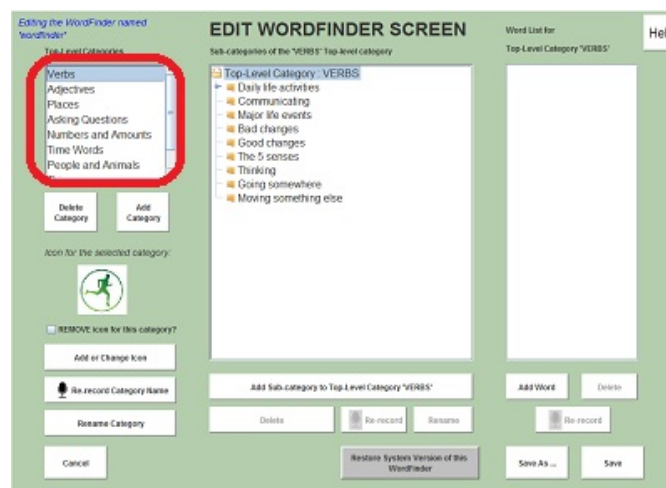 Editing the WordFinder named
'wordfinder'
EDIT WORDFINDER SCREEN
Word List for
Top-Level Category 'VERBS'
Hel
Top-Level Categories
Sub-categories of the 'VERBS' Top-level category
Verbs
Adjectives
Places
Asking Questions
Numbers and Amounts
Time Words
People and Animals
Top-Level Category : VERBS
Daily life activities
Communicating
Major life events
Bad changes
Good changes
The 5 senses
Thinking
Going somewhere
Moving something else
Delete
Category
Add
Category
Icon for the selected category:
REMOVE icon for this category?
Add or Change Icon
Re-record Category Name
Rename Category
Cancel
Add Sub-category to Top-Level Category 'VERBS'
Delete
Re-record
Rename
Restore System Version of this
WordFinder
Add Word
Delete
Re-record
Save As ...
Save